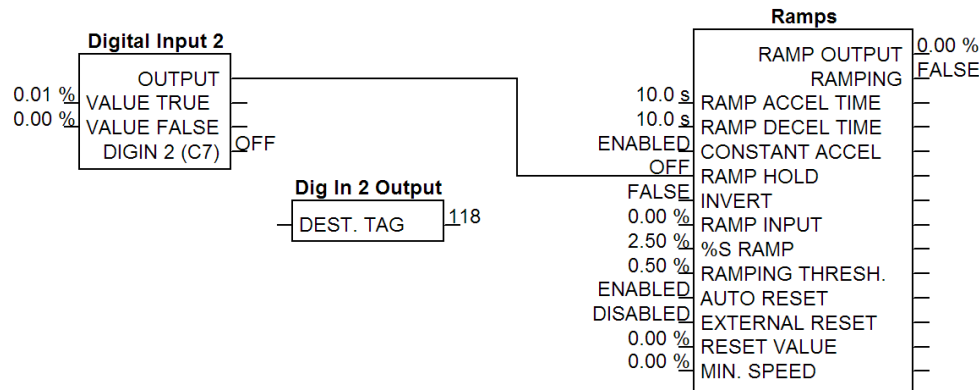 Ramps
Digital Input 2
RAMP OUTPUT 0.00 %
RAMPING FALSE
OUTPUT
0.01 % VALUE TRUE
0.00 % VALUE FALSE
DIGIN 2 (C7) OFF
10.0 s RAMP ACCEL TIME
10.0 s RAMP DECEL TIME
ENABLED CONSTANT ACCEL
OFF RAMP HOLD
FALSE INVERT
0.00 % RAMP INPUT
2.50 % %S RAMP
0.50 % RAMPING THRESH.
ENABLED AUTO RESET
DISABLED EXTERNAL RESET
0.00 % RESET VALUE
0.00 % MIN. SPEED
Dig In 2 Output
DEST. TAG 118